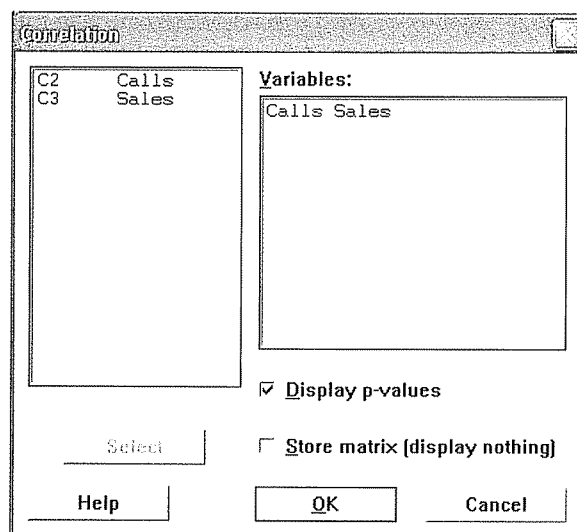 Correlation
C2 Calls
C3 Sales
Variables:
Calls Sales
Display p-values
Select
Store matrix (display nothing)
Help
OK
Cancel